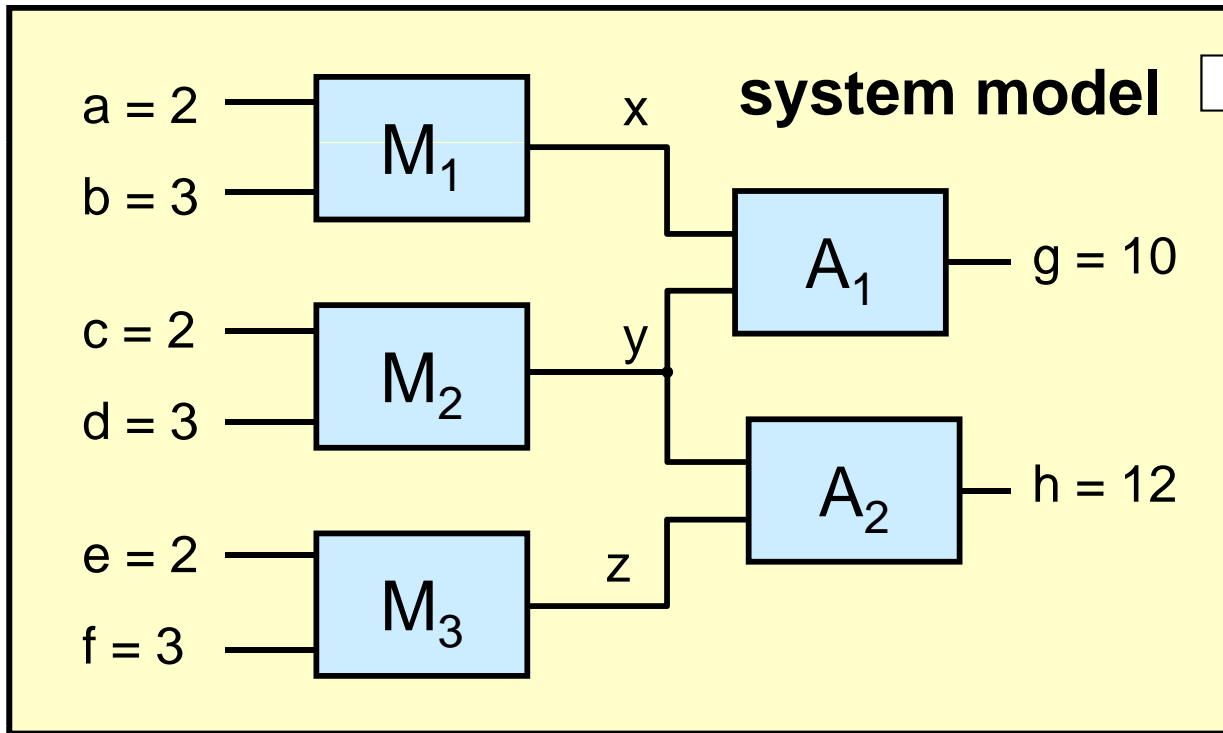 system model
a = 2
b = 3
M₁
x
c = 2
d = 3
M₂
y
e = 2
f = 3
M₃
z
A₁
g = 10
A₂
h = 12